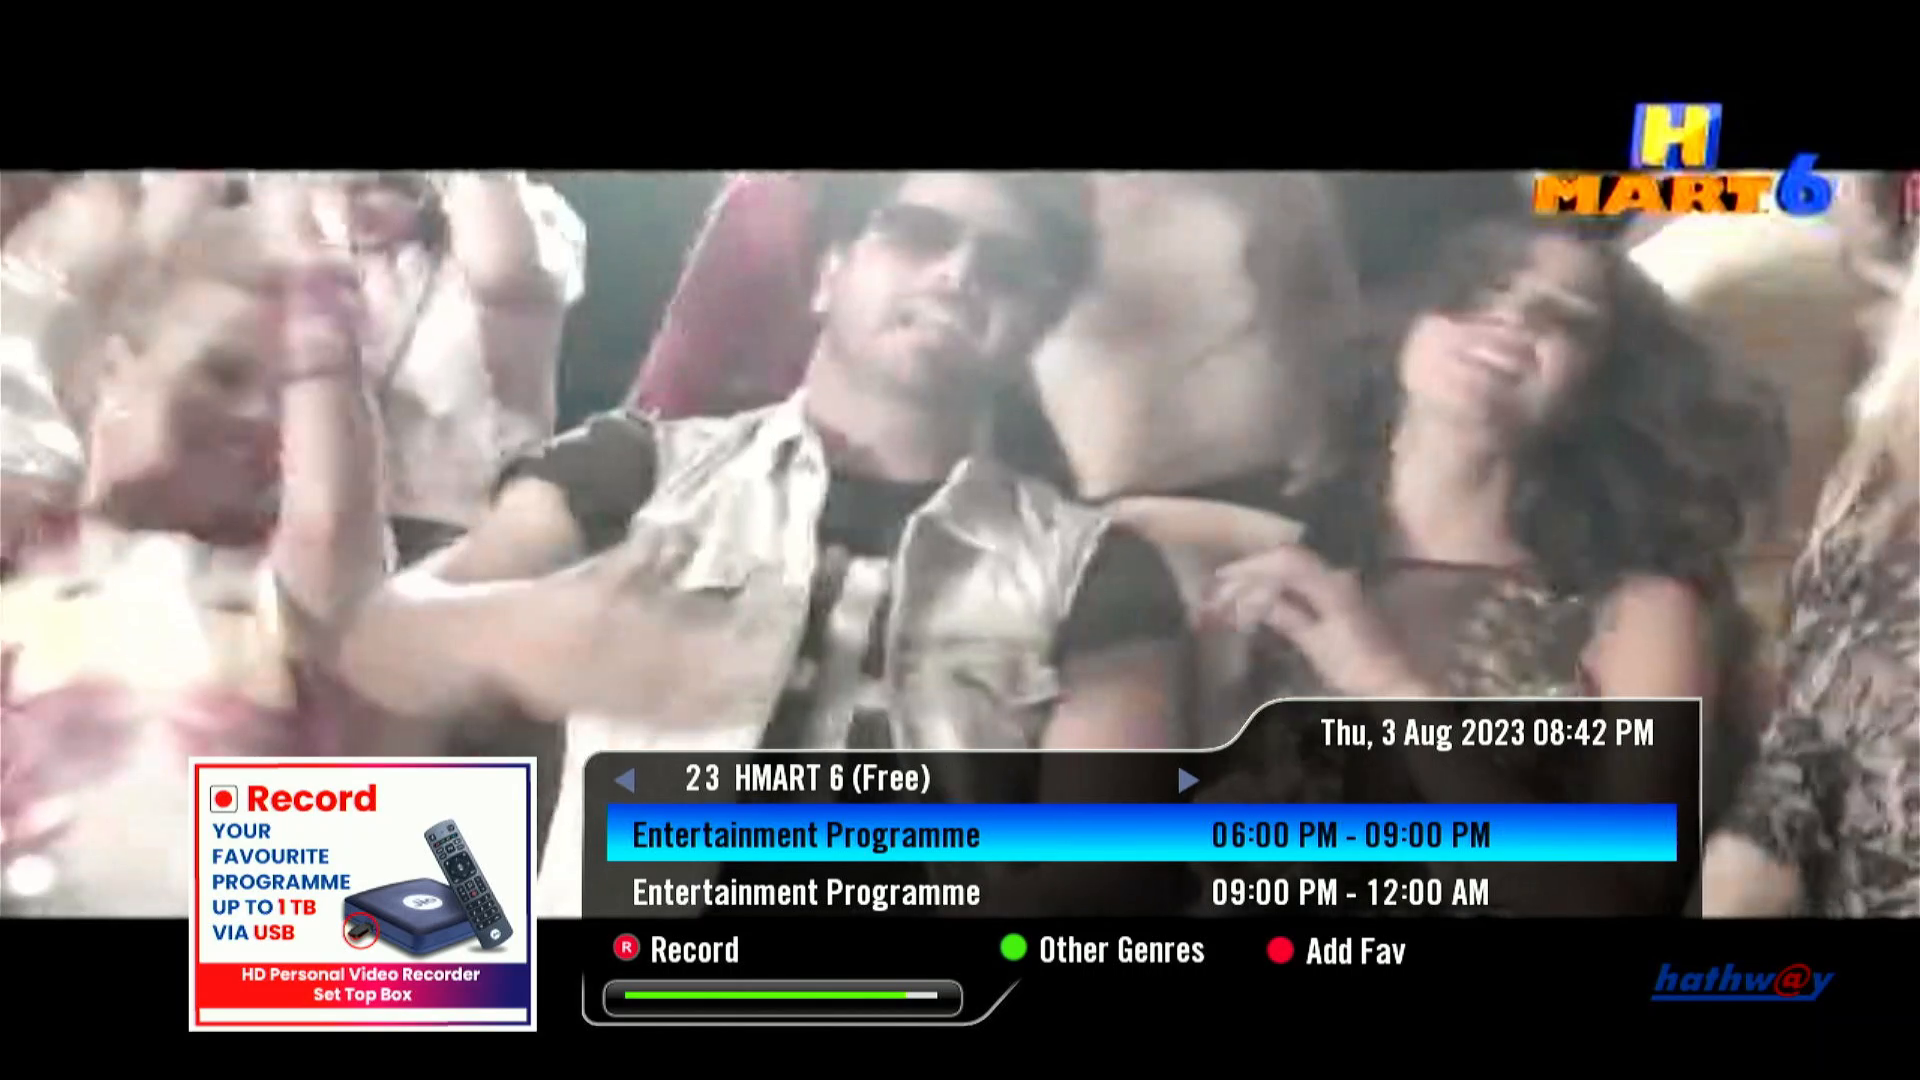 H
MART 6
Thu, 3 Aug 2023 08:42 PM
23 HMART 6 (Free)
Entertainment Programme 06:00 PM - 09:00 PM
Entertainment Programme 09:00 PM - 12:00 AM
R Record
Other Genres
Add Fav
Record
YOUR
FAVOURITE
PROGRAMME
UP TO 1 TB
VIA USB
Jio
HD Personal Video Recorder
Set Top Box
hathw@y